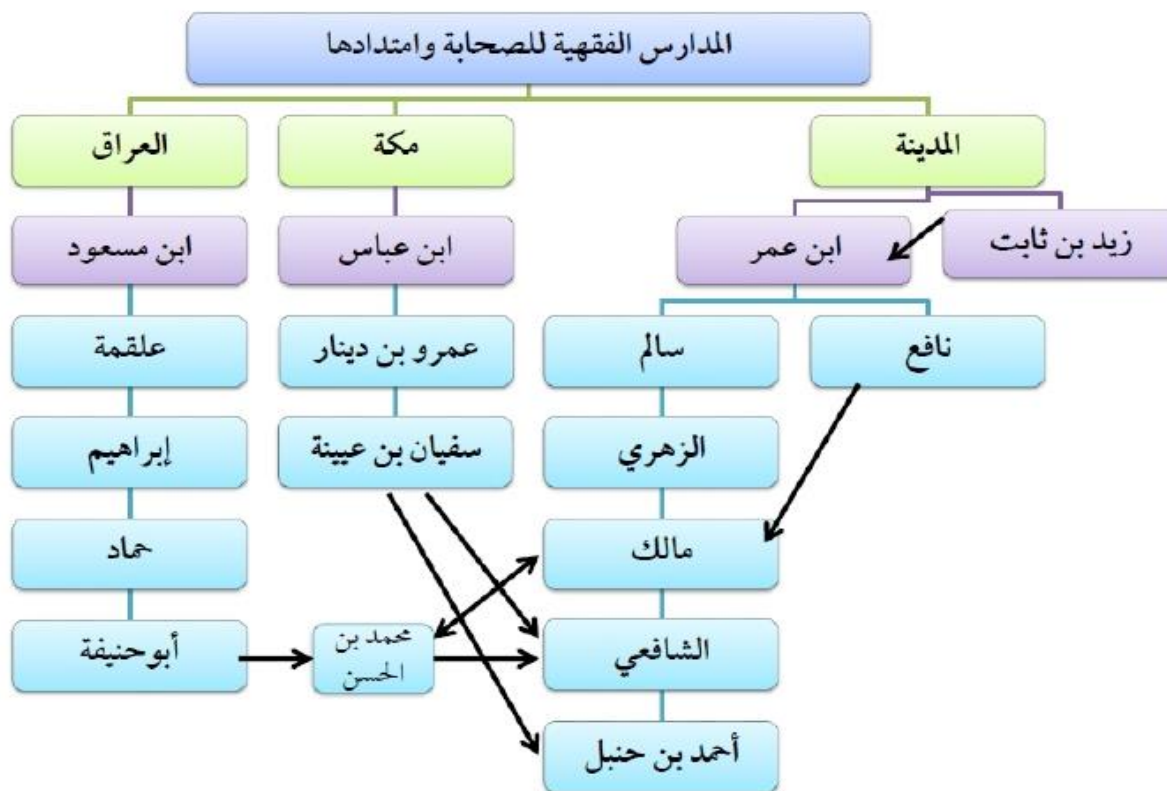 المدارس الفقهية للصحابة وامتدادها
المدينة
مكة
العراق
زيد بن ثابت
ابن عمر
ابن عباس
ابن مسعود
نافع
سالم
عمرو بن دينار
علقمة
الزهري
سفيان بن عيينة
إبراهيم
مالك
حماد
الشافعي
محمد بن
الحسن
أبوحنيفة
أحمد بن حنبل